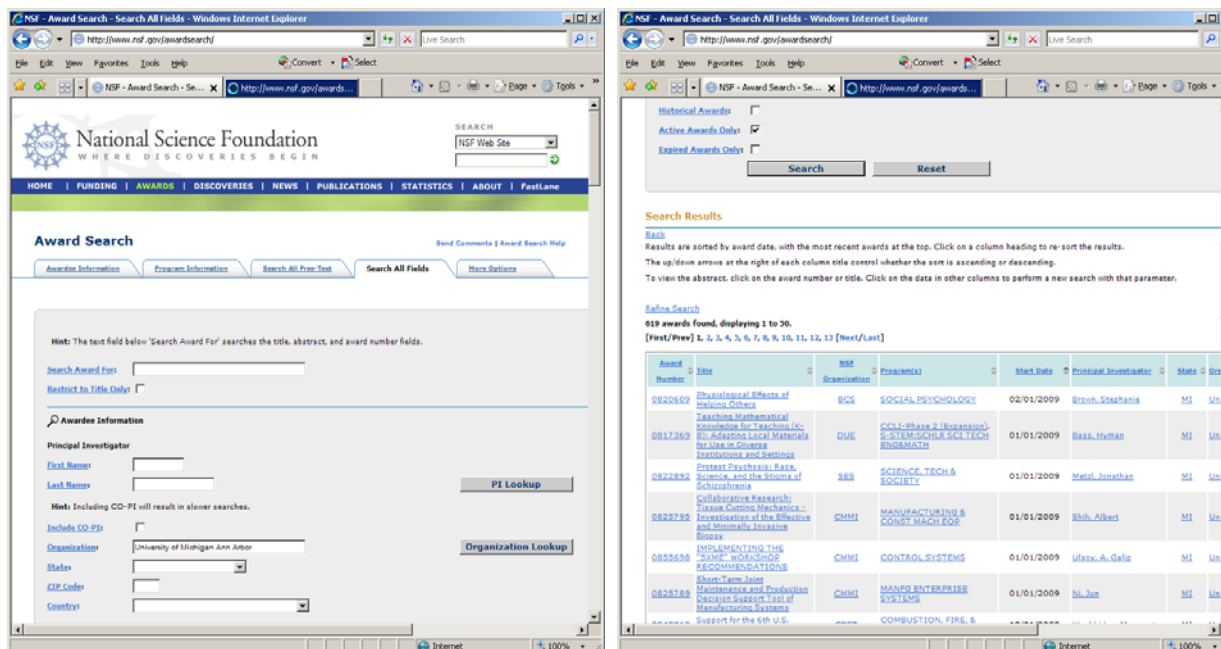 NSF - Award Search - Search All Fields - Windows Internet Explorer
http://www.nsf.gov/awardsearch/
Live Search
File Edit View Favorites Tools Help
Convert
Select
NSF - Award Search - Se...
http://www.nsf.gov/awards...
Page
Tools
National Science Foundation
WHERE DISCOVERIES BEGIN
SEARCH
NSF Web Site
HOME | FUNDING | AWARDS | DISCOVERIES | NEWS | PUBLICATIONS | STATISTICS | ABOUT | FastLane
Award Search
Send Comments | Award Search Help
Awardee Information
Program Information
Search All Free Text
Search All Fields
More Options
Hint: The text field below 'Search Award For' searches the title, abstract, and award number fields.
Search Award For:
Restrict to Title Only:
Awardee Information
Principal Investigator
First Name:
Last Name:
PI Lookup
Hint: Including CO-PI will result in slower searches.
Include CO-PI:
Organization:
University of Michigan Ann Arbor
Organization Lookup
State:
ZIP Code:
Country:
Internet
100%
NSF - Award Search - Search All Fields - Windows Internet Explorer
http://www.nsf.gov/awardsearch/
Live Search
File Edit View Favorites Tools Help
Convert
Select
NSF - Award Search - Se...
http://www.nsf.gov/awards...
Page
Tools
Historical Awards:
Active Awards Only:
Expired Awards Only:
Search
Reset
Search Results
Back
Results are sorted by award date, with the most recent awards at the top. Click on a column heading to re-sort the results.
The up/down arrows at the right of each column title control whether the sort is ascending or descending.
To view the abstract, click on the award number or title. Click on the data in other columns to perform a new search with that parameter.
Refine Search
619 awards found, displaying 1 to 50.
[First/Prev] 1, 2, 3, 4, 5, 6, 7, 8, 9, 10, 11, 12, 13 [Next/Last]
Award Number
Title
NSF Organization
Program(s)
Start Date
Principal Investigator
State
0820609
Physiological Effects of
Helping Others
BCS
SOCIAL PSYCHOLOGY
02/01/2009
Brown, Stephanie
MI
0817369
Teaching Mathematical
Knowledge for Teaching (K-
8): Adapting Local Materials
for Use in Diverse
Institutions and Settings
DUE
CCLI-Phase 2 (Expansion),
S-STEM:SCHLR SCI TECH
ENG&MATH
01/01/2009
Bass, Hyman
MI
0822892
Protest Psychosis: Race,
Science, and the Stigma of
Schizophrenia
SES
SCIENCE, TECH &
SOCIETY
01/01/2009
Metzl, Jonathan
MI
0825795
Collaborative Research:
Tissue Cutting Mechanics -
Investigation of the Effective
and Minimally Invasive
Biopsy
CMMI
MANUFACTURING &
CONST MACH EQP
01/01/2009
Shih, Albert
MI
0855698
IMPLEMENTING THE
"5XME" WORKSHOP
RECOMMENDATIONS
CMMI
CONTROL SYSTEMS
01/01/2009
Ulsoy, A. Galip
MI
0825789
Short-Term Joint
Maintenance and Production
Decision Support Tool of
Manufacturing Systems
CMMI
MANFG ENTERPRISE
SYSTEMS
01/01/2009
Ni, Jun
MI
Support for the 6th U.S.
COMBUSTION, FIRE, &
Internet
100%